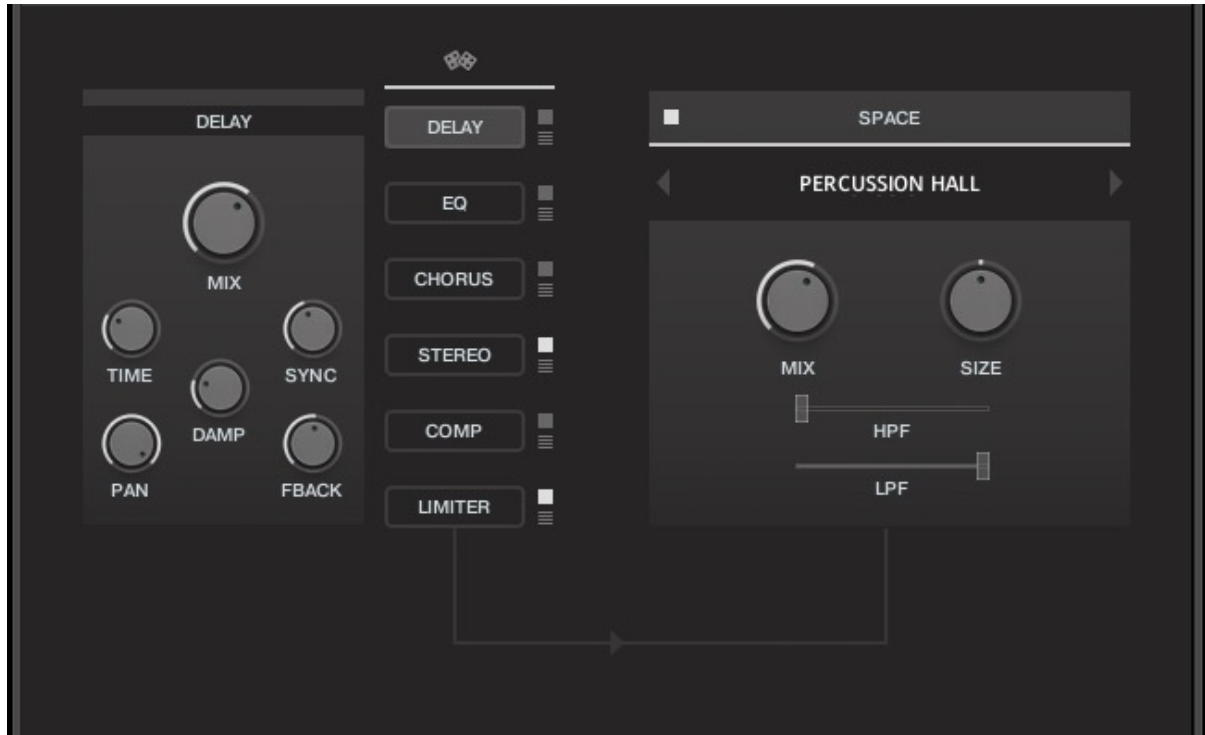 DELAY
MIX
TIME
SYNC
DAMP
PAN
FBACK
DELAY
EQ
CHORUS
STEREO
COMP
LIMITER
SPACE
PERCUSSION HALL
MIX
SIZE
HPF
LPF